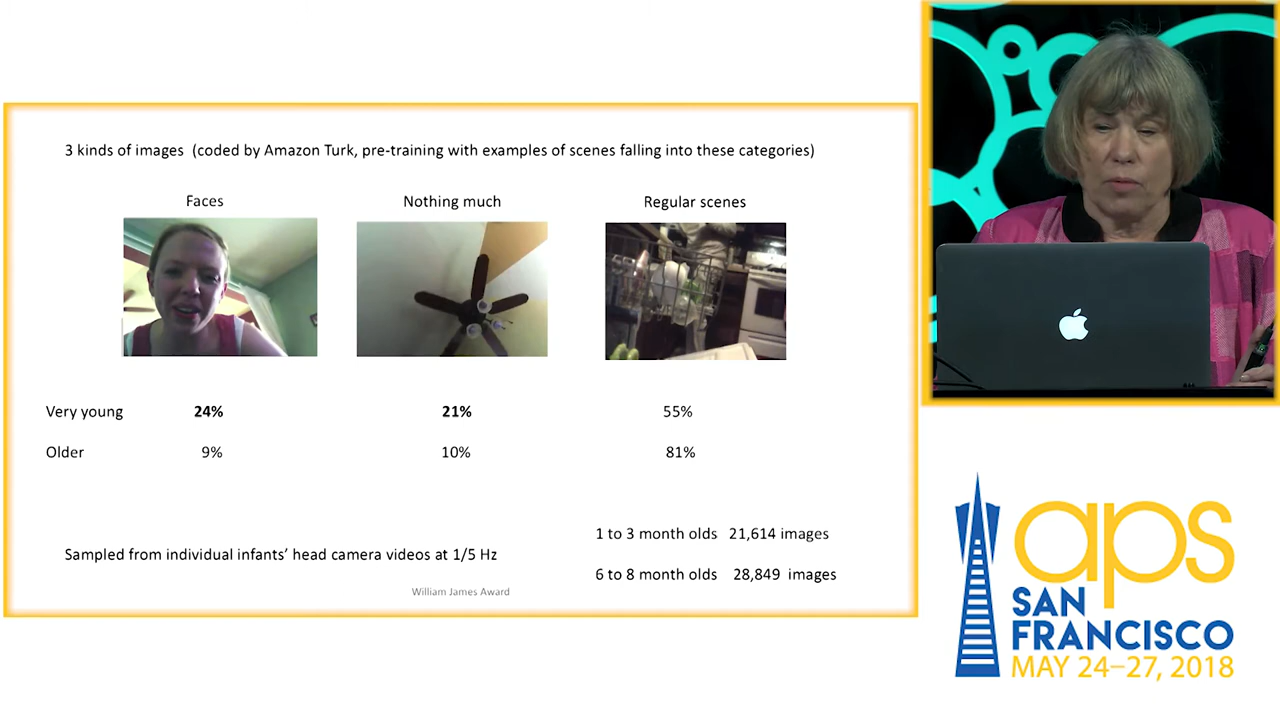 3 kinds of images (coded by Amazon Turk, pre-training with examples of scenes falling into these categories)
Faces Nothing much Regular scenes
Very young 24% 21% 55%
Older 9% 10% 81%
1 to 3 month olds 21,614 images
Sampled from individual infants’ head camera videos at 1/5 Hz
6 to 8 month olds 28,849 images
William James Award
aps
SAN
FRANCISCO
MAY 24–27, 2018